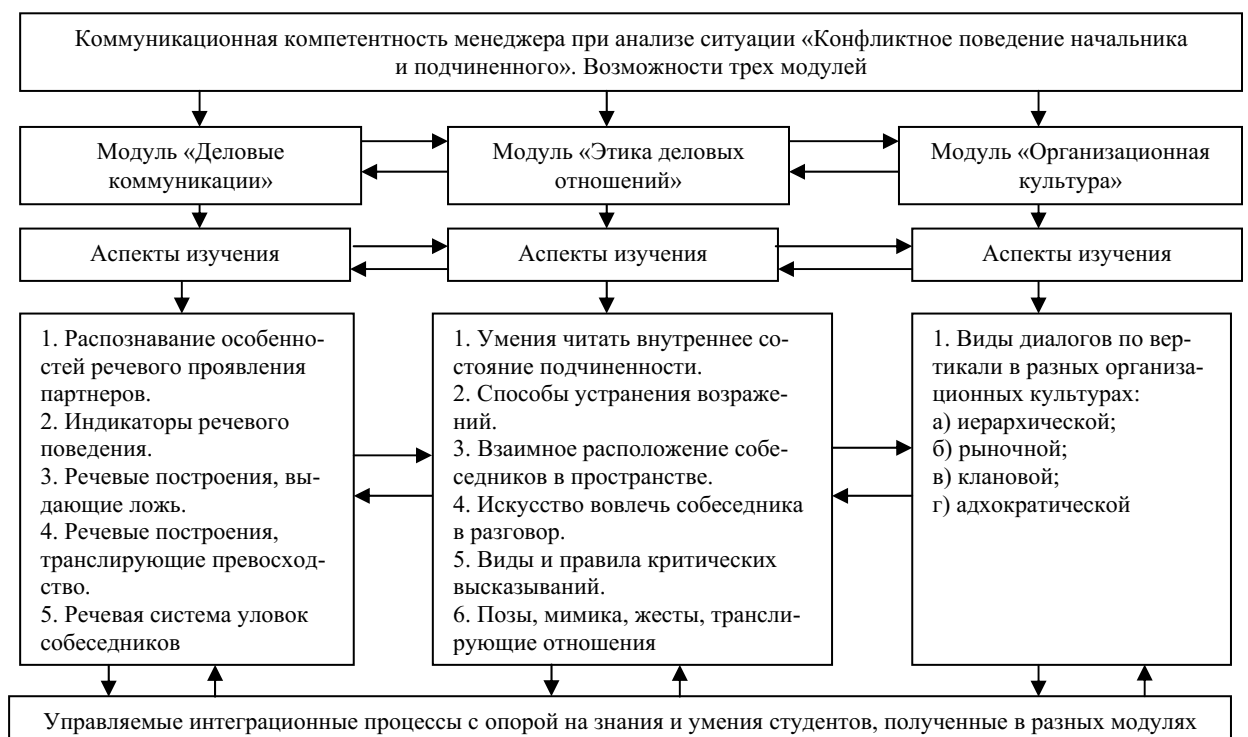 Коммуникационная компетентность менеджера при анализе ситуации «Конфликтное поведение начальника
и подчиненного». Возможности трех модулей
Модуль «Деловые
коммуникации»
Модуль «Этика деловых
отношений»
Модуль «Организационная
культура»
Аспекты изучения
Аспекты изучения
Аспекты изучения
1. Распознавание особенно-
стей речевого проявления
партнеров.
2. Индикаторы речевого
поведения.
3. Речевые построения, вы-
дающие ложь.
4. Речевые построения,
транслирующие превосход-
ство.
5. Речевая система уловок
собеседников
1. Умения читать внутреннее со-
стояние подчиненности.
2. Способы устранения возраже-
ний.
3. Взаимное расположение собе-
седников в пространстве.
4. Искусство вовлечь собеседника
в разговор.
5. Виды и правила критических
высказываний.
6. Позы, мимика, жесты, трансли-
рующие отношения
1. Виды диалогов по вер-
тикали в разных организа-
ционных культурах:
а) иерархической;
б) рыночной;
в) клановой;
г) адхократической
Управляемые интеграционные процессы с опорой на знания и умения студентов, полученные в разных модулях